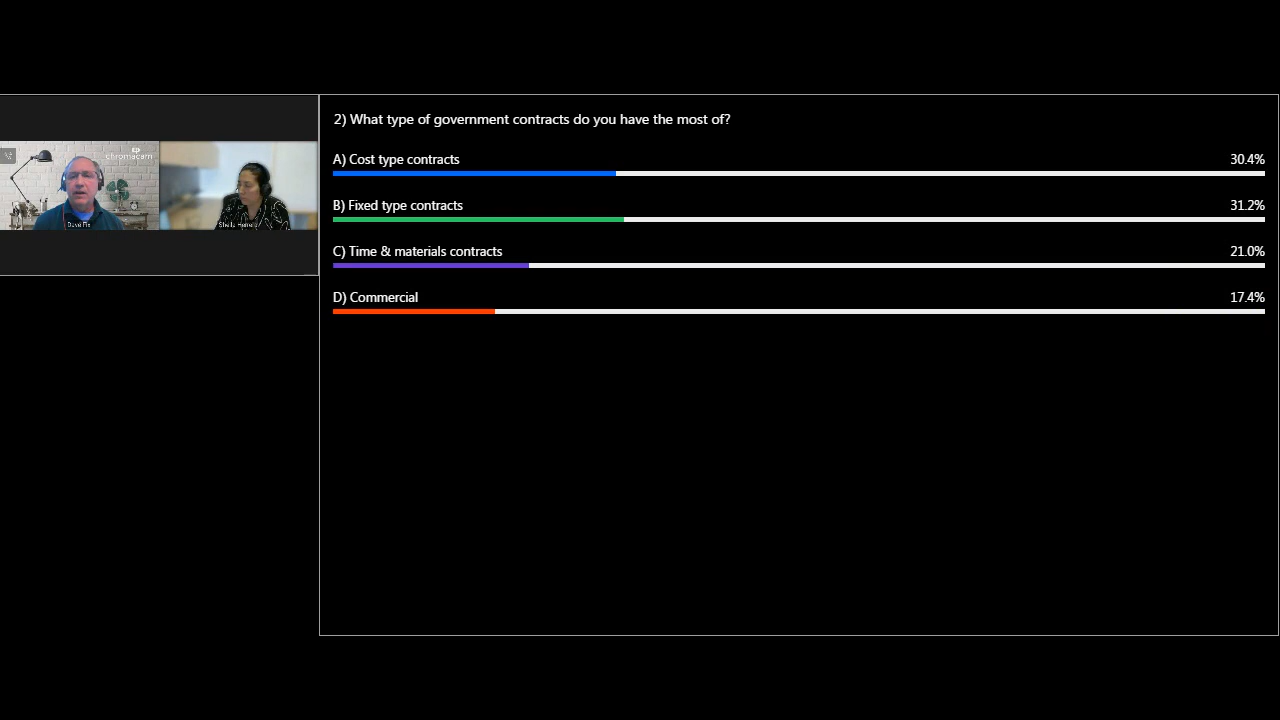 chromacam
2) What type of government contracts do you have the most of?
A) Cost type contracts 30.4%
B) Fixed type contracts 31.2%
C) Time & materials contracts 21.0%
D) Commercial 17.4%